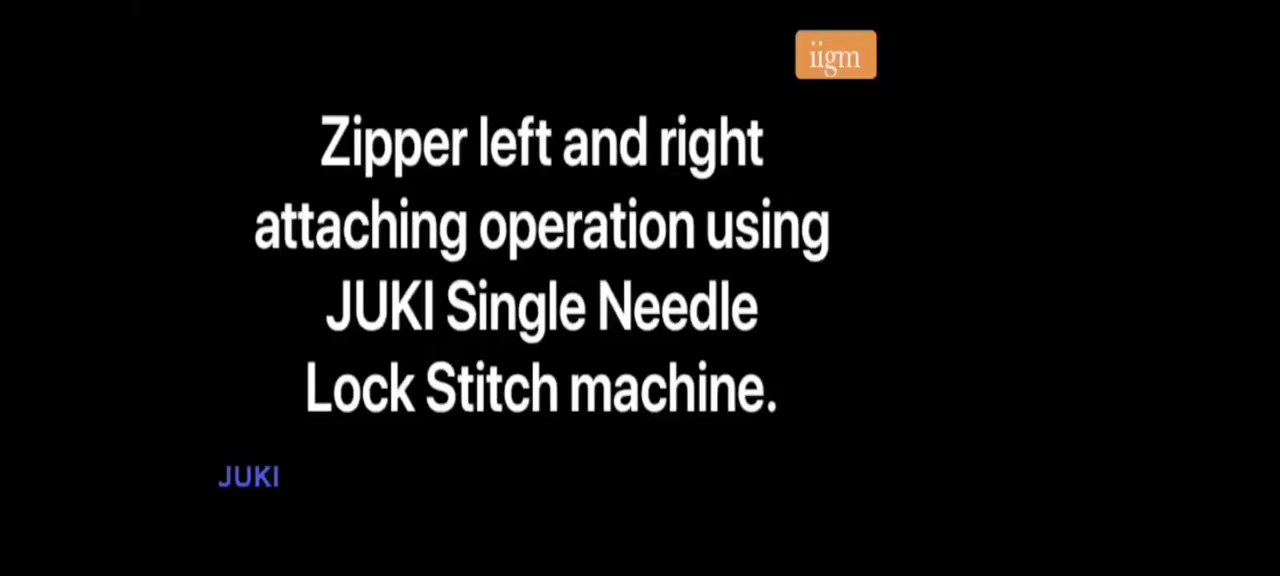 iigm
Zipper left and right
attaching operation using
JUKI Single Needle
Lock Stitch machine.
JUKI